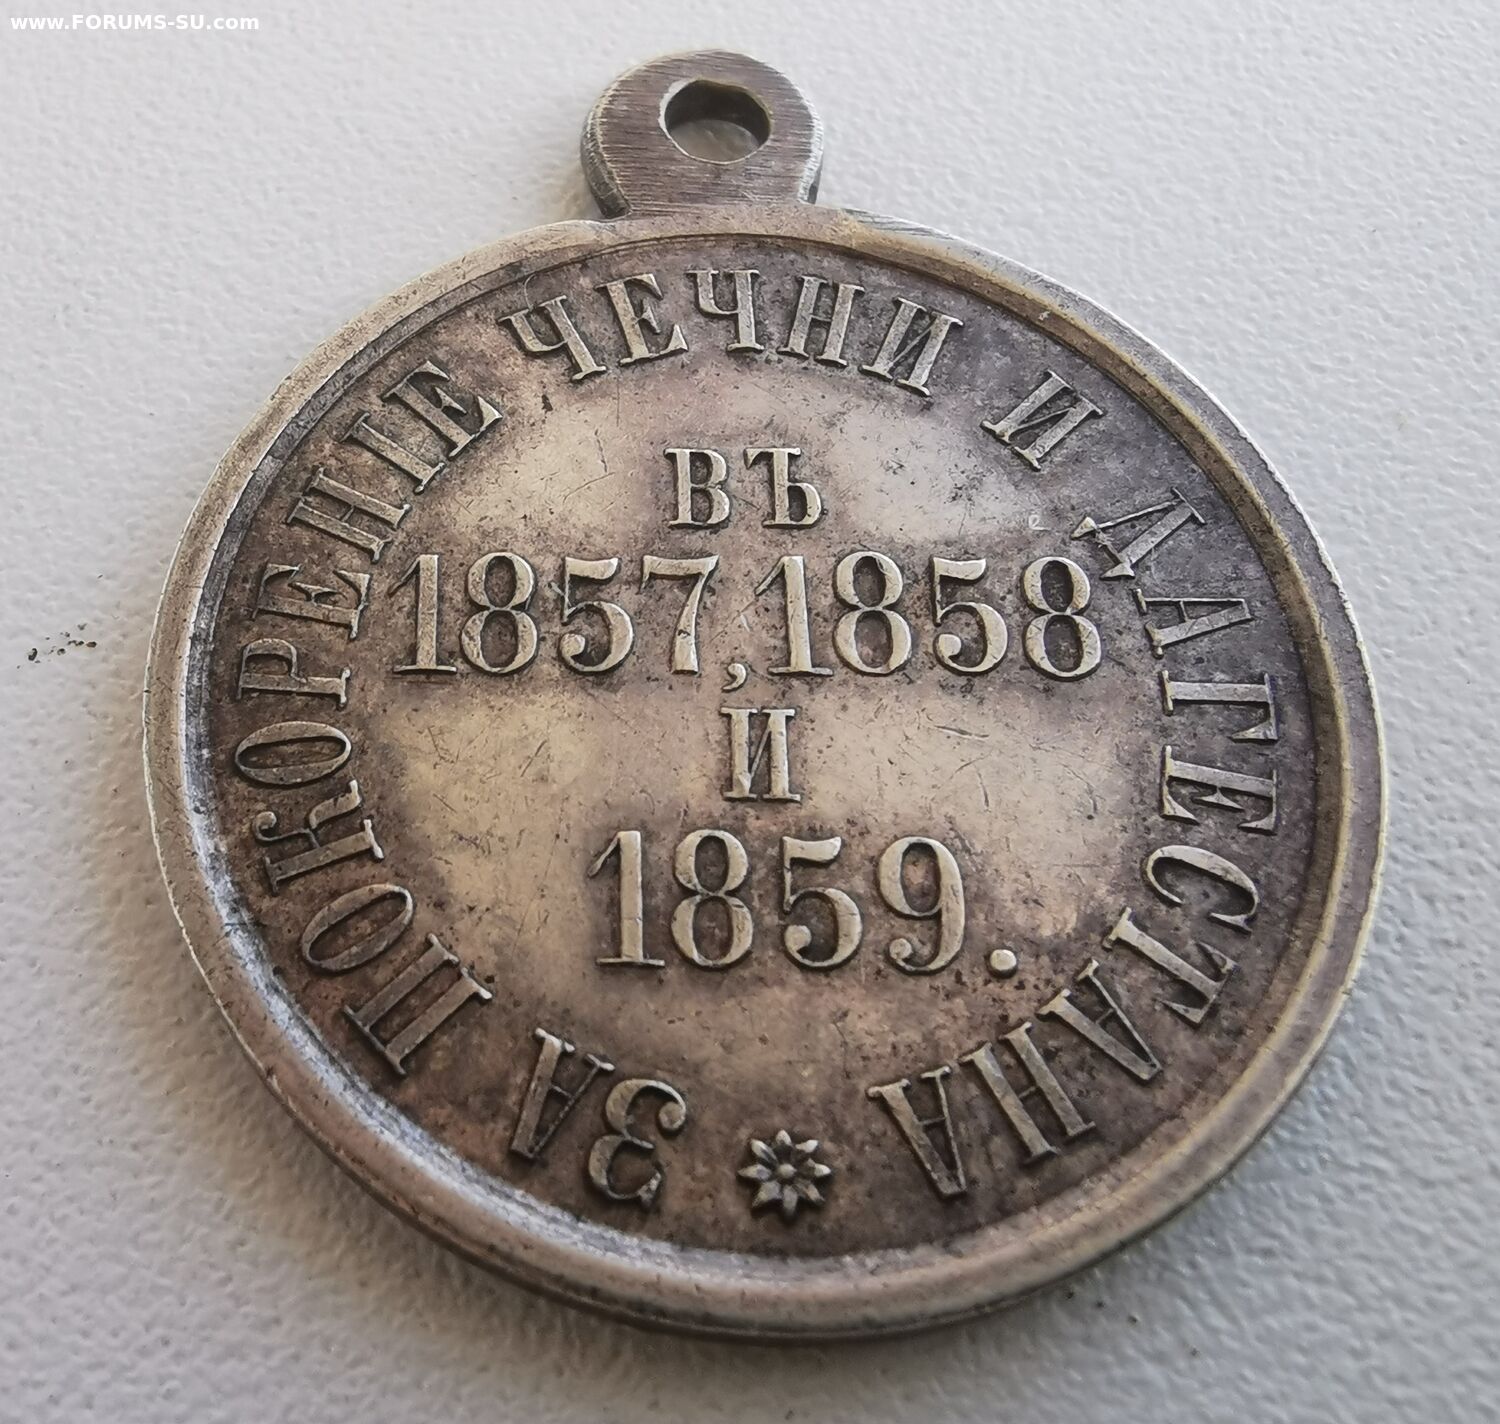 www.FORUMS-SU.com
ЗА ПОКОРЕНІЕ ЧЕЧНИ И ДАГЕСТАНА
ВЪ
1857, 1858
И
1859.